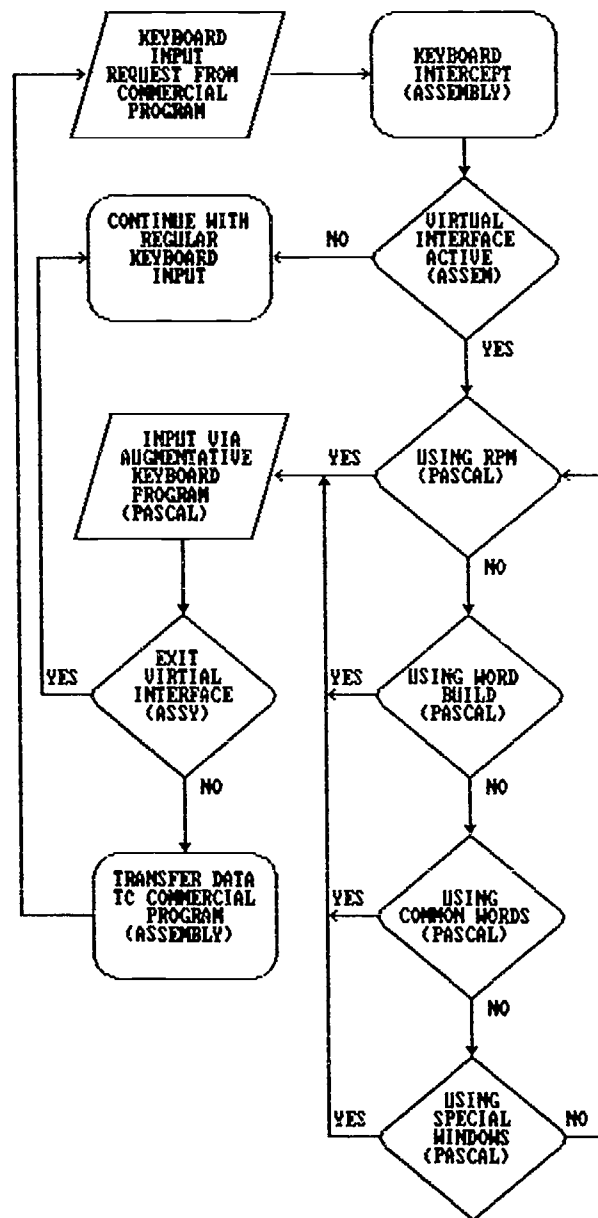 KEYBOARD
INPUT
REQUEST FROM
COMMERCIAL
PROGRAM
KEYBOARD
INTERCEPT
(ASSEMBLY)
CONTINUE WITH
REGULAR
KEYBOARD
INPUT
NO
VIRTUAL
INTERFACE
ACTIVE
(ASSEM)
YES
INPUT VIA
AUGMENTATIVE
KEYBOARD
PROGRAM
(PASCAL)
YES
USING RPM
(PASCAL)
NO
YES
EXIT
VIRTIAL
INTERFACE
(ASSY)
NO
YES
USING WORD
BUILD
(PASCAL)
NO
TRANSFER DATA
TC COMMERCIAL
PROGRAM
(ASSEMBLY)
YES
USING
COMMON WORDS
(PASCAL)
NO
YES
USING
SPECIAL
WINDOWS
(PASCAL)
NO